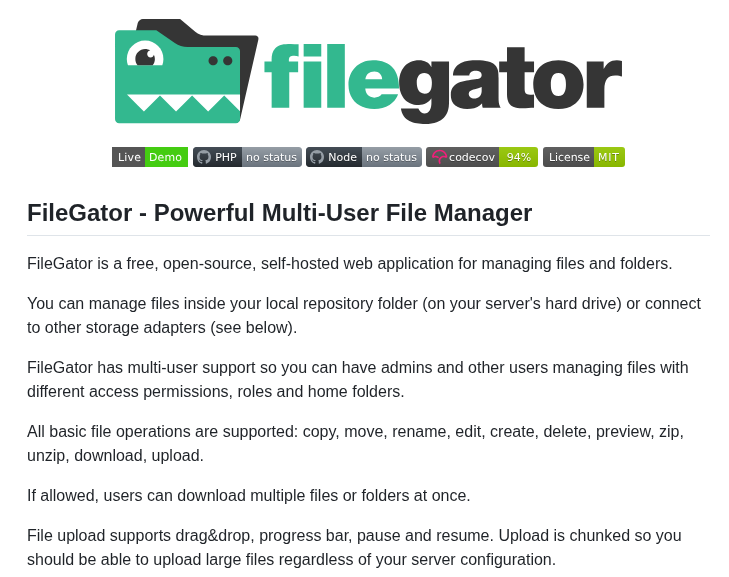 filegator
Live Demo PHP no status Node no status codecov 94% License MIT
FileGator - Powerful Multi-User File Manager
FileGator is a free, open-source, self-hosted web application for managing files and folders.
You can manage files inside your local repository folder (on your server's hard drive) or connect
to other storage adapters (see below).
FileGator has multi-user support so you can have admins and other users managing files with
different access permissions, roles and home folders.
All basic file operations are supported: copy, move, rename, edit, create, delete, preview, zip,
unzip, download, upload.
If allowed, users can download multiple files or folders at once.
File upload supports drag&drop, progress bar, pause and resume. Upload is chunked so you
should be able to upload large files regardless of your server configuration.